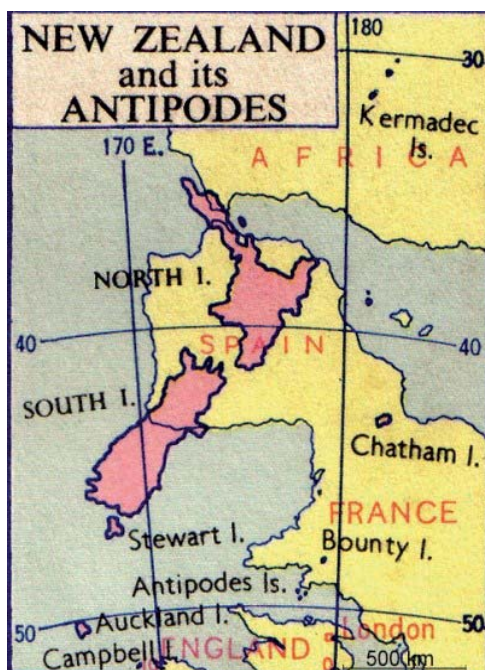 NEW ZEALAND
and its
ANTIPODES
180
30
Kermadec
Is.
AFRICA
170 E.
NORTH I.
40
SPAIN
40
SOUTH I.
Chatham I.
Stewart I.
FRANCE
Bounty I.
Antipodes Is.
Auckland I.
50
50
London
Campbell I.
ENGLAND
500 km